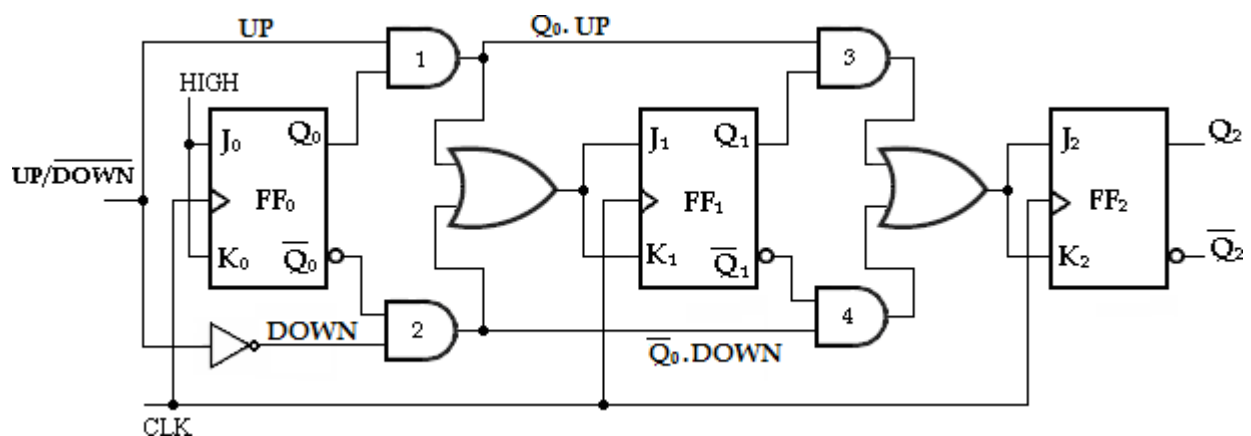 UP
Q₀. UP
1
3
HIGH
J₀
Q₀
J₁
Q₁
J₂
Q₂
UP/D̅O̅W̅N̅
FF₀
FF₁
FF₂
K₀
Q̅₀
K₁
Q̅₁
K₂
Q̅₂
2
DOWN
4
Q̅₀.DOWN
CLK